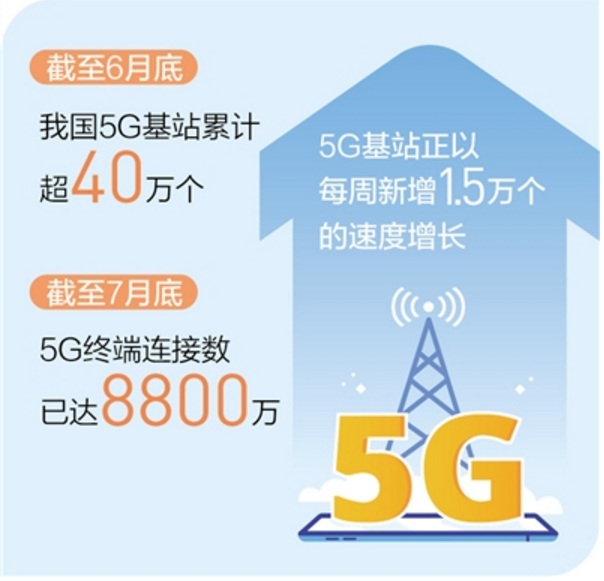 截至6月底
我国5G基站累计
超40万个
截至7月底
5G终端连接数
已达8800万
5G基站正以
每周新增1.5万个
的速度增长
5G